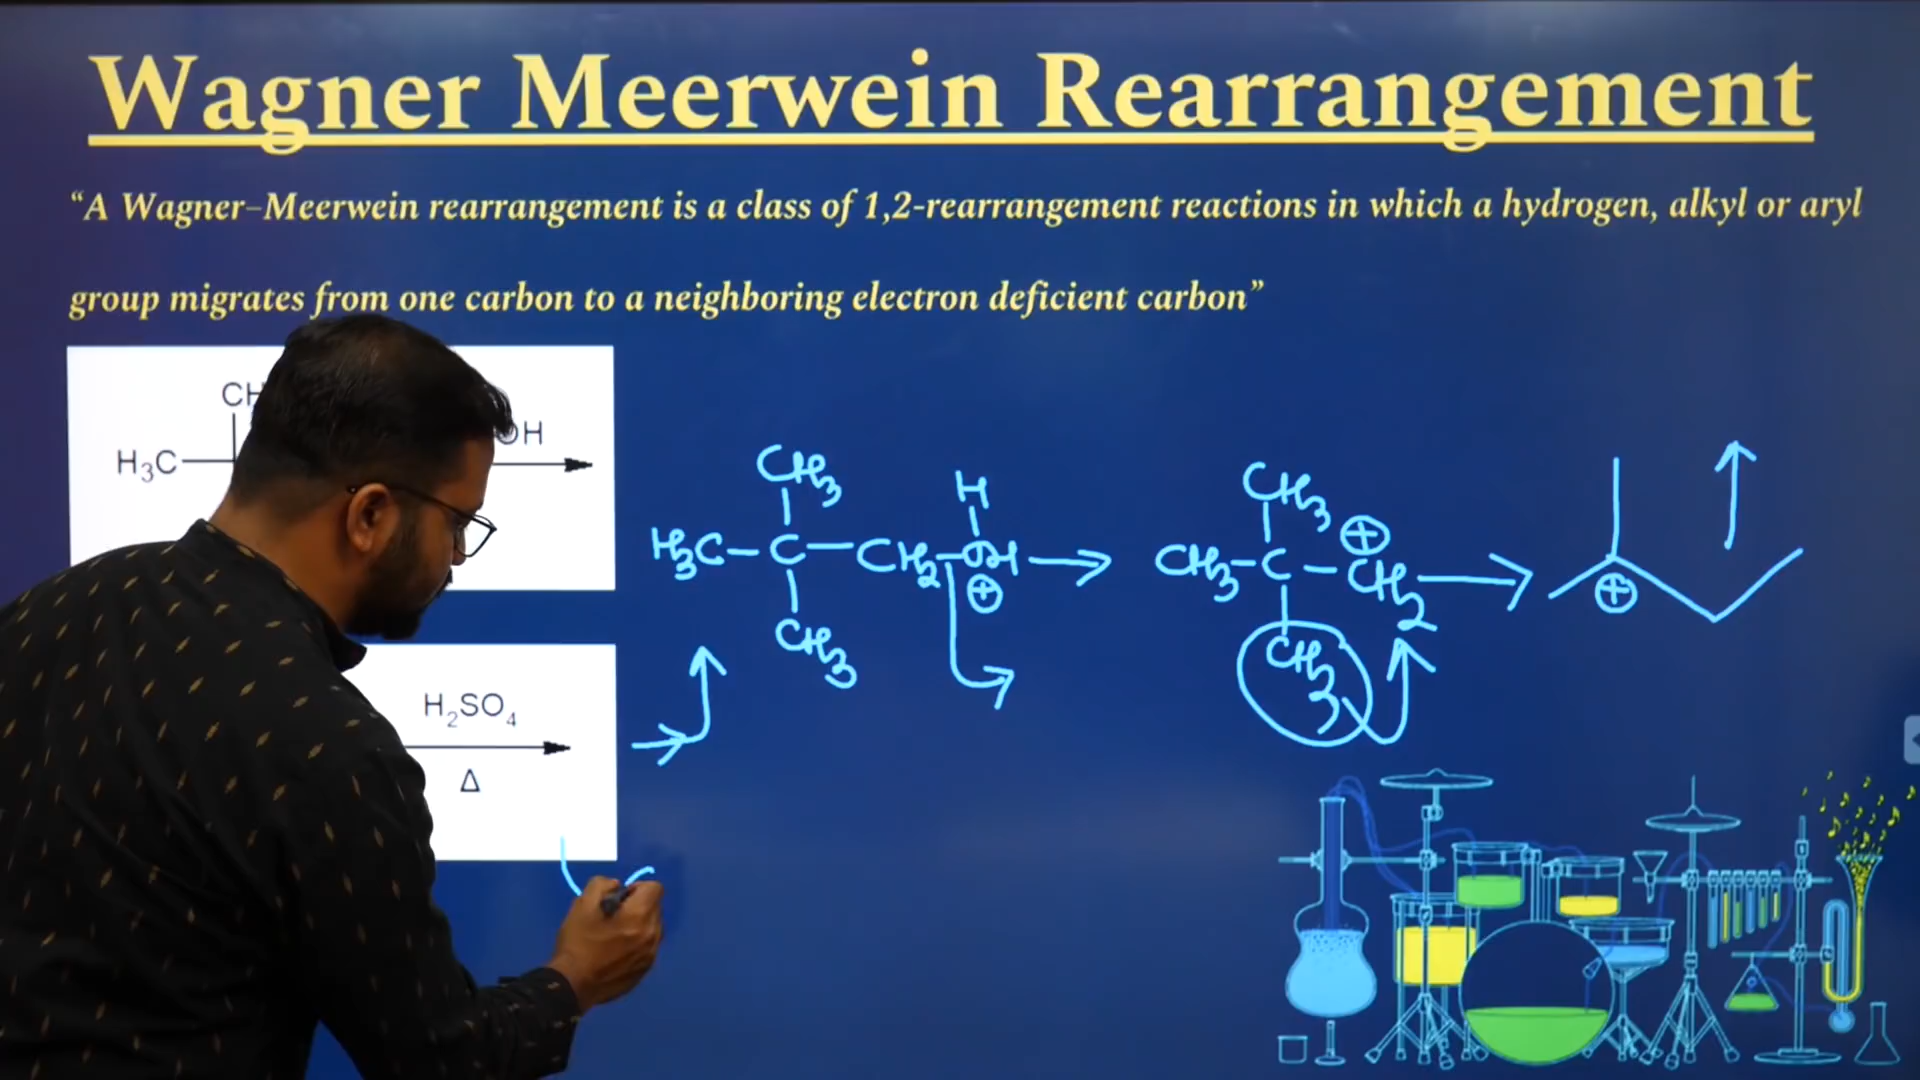 Wagner Meerwein Rearrangement
“A Wagner–Meerwein rearrangement is a class of 1,2-rearrangement reactions in which a hydrogen, alkyl or aryl
group migrates from one carbon to a neighboring electron deficient carbon”
CH
H₃C
OH
H₂SO₄
Δ
CH₃ H
H₃C–C–CH₂–OH → CH₃–C–CH₂ →
⊕ ⊕ ⊕
CH₃ CH₃
CH₃